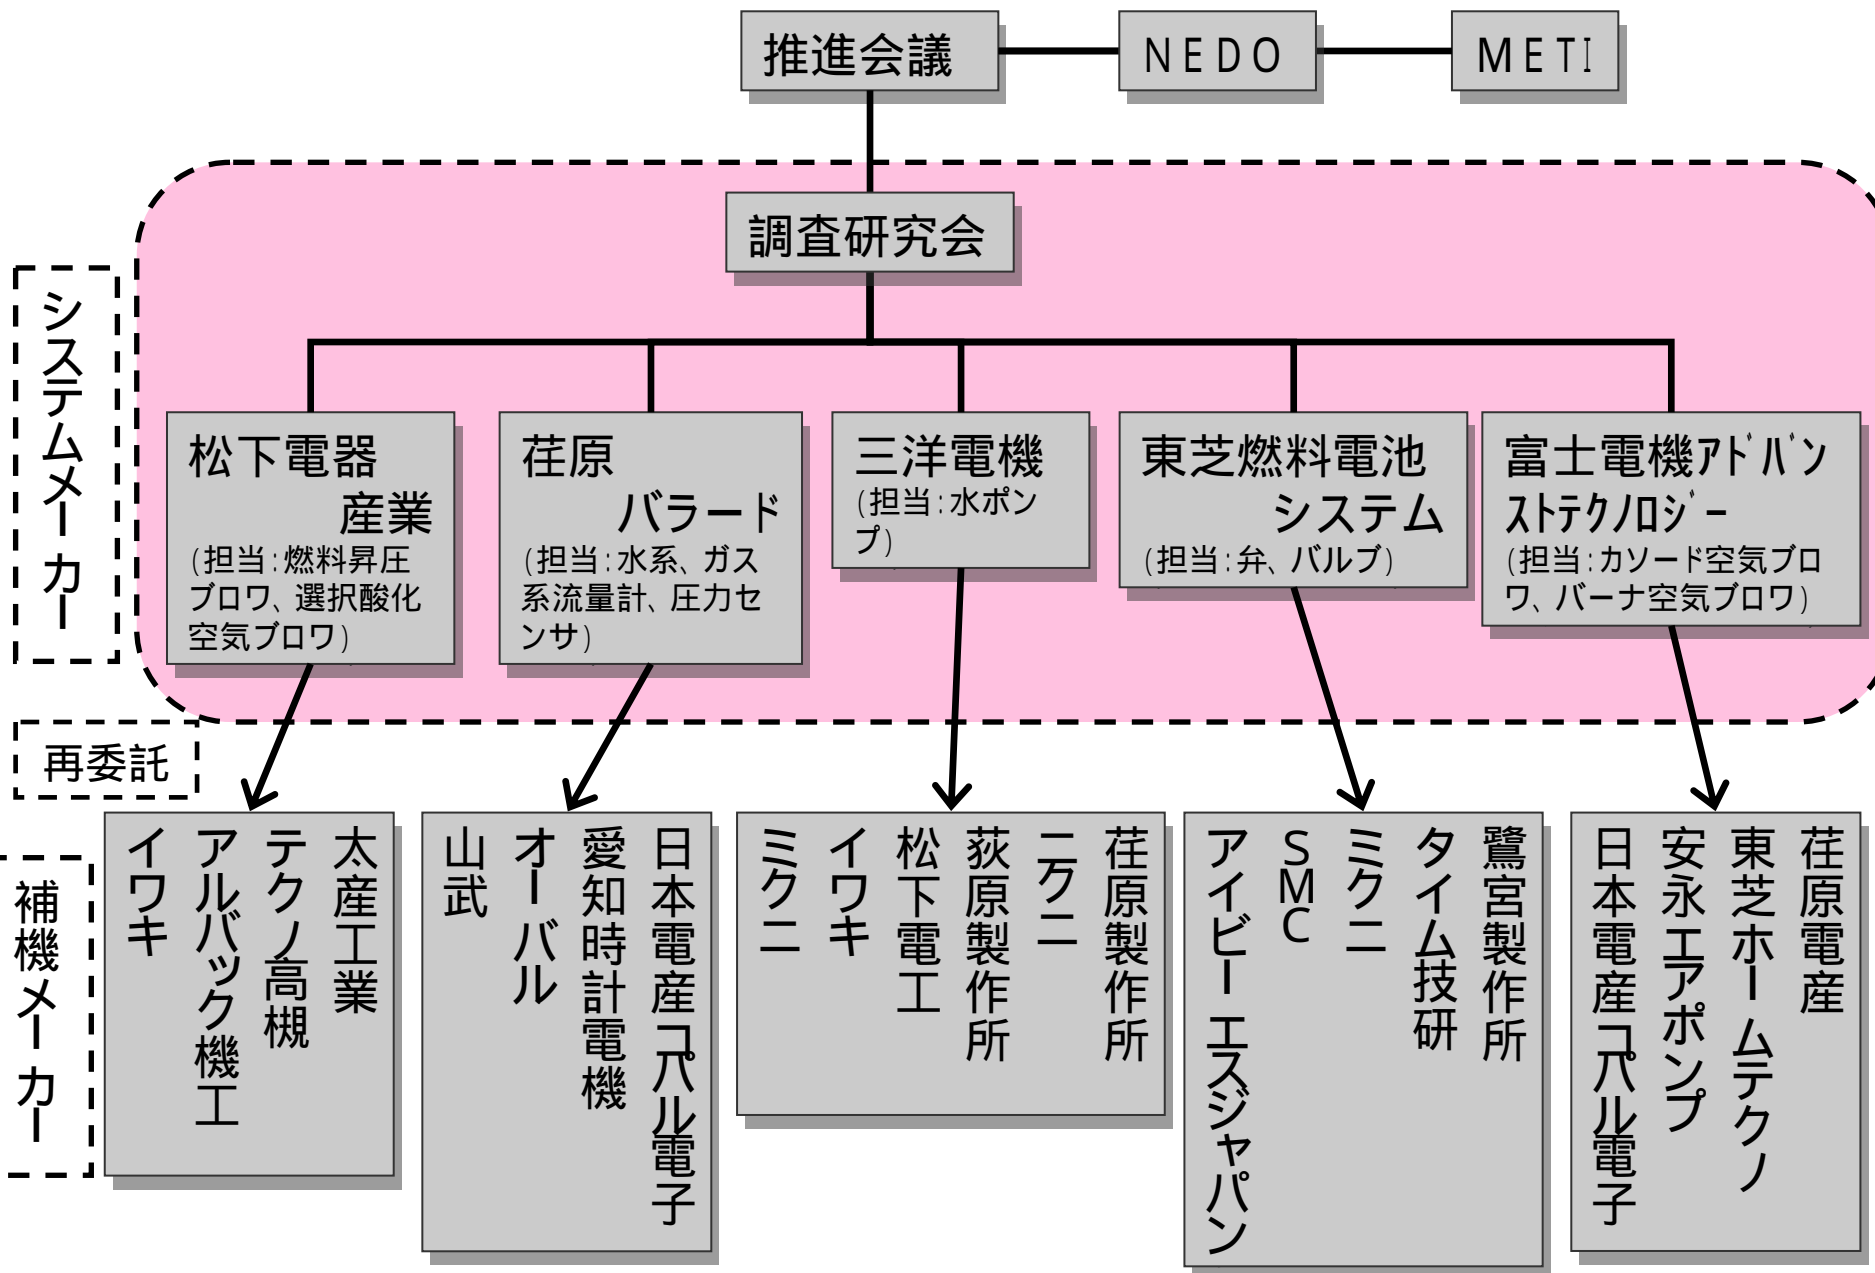 推進会議
NEDO
METI
調査研究会
システムメーカー
松下電器
産業
(担当:燃料昇圧
ブロワ、選択酸化
空気ブロワ)
荏原
バラード
(担当:水系、ガス
系流量計、圧力セ
ンサ)
三洋電機
(担当:水ポン
プ)
東芝燃料電池
システム
(担当:弁、バルブ)
富士電機ｱﾄﾞﾊﾞﾝ
ｽﾄﾃｸﾉﾛｼﾞｰ
(担当:カソード空気ブロ
ワ、バーナ空気ブロワ)
再委託
補機メーカー
太産工業
テクノ高槻
アルバック機工
イワキ
日本電産コパル電子
愛知時計電機
オーバル
山武
荏原製作所
ニクニ
荻原製作所
松下電工
イワキ
ミクニ
鷺宮製作所
タイム技研
ミクニ
SMC
アイビーエスジャパン
荏原電産
東芝ホームテクノ
安永エアポンプ
日本電産コパル電子